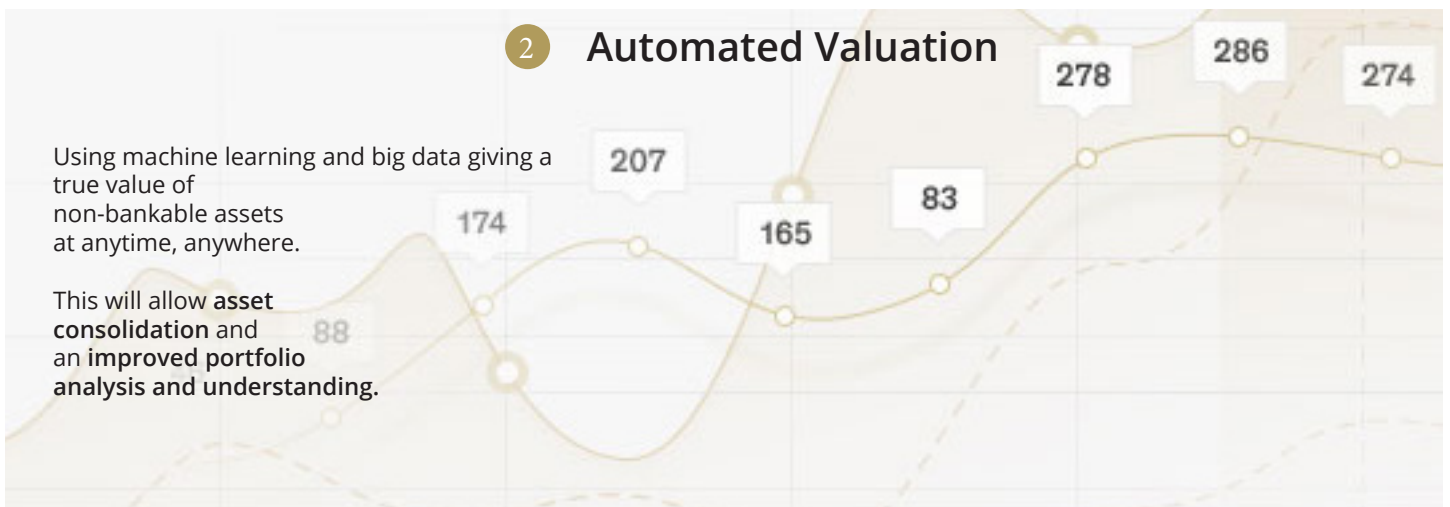 2 Automated Valuation
278
286
274
Using machine learning and big data giving a
true value of
non-bankable assets
at anytime, anywhere.
207
174
165
83
This will allow asset
consolidation and
an improved portfolio
analysis and understanding.
88